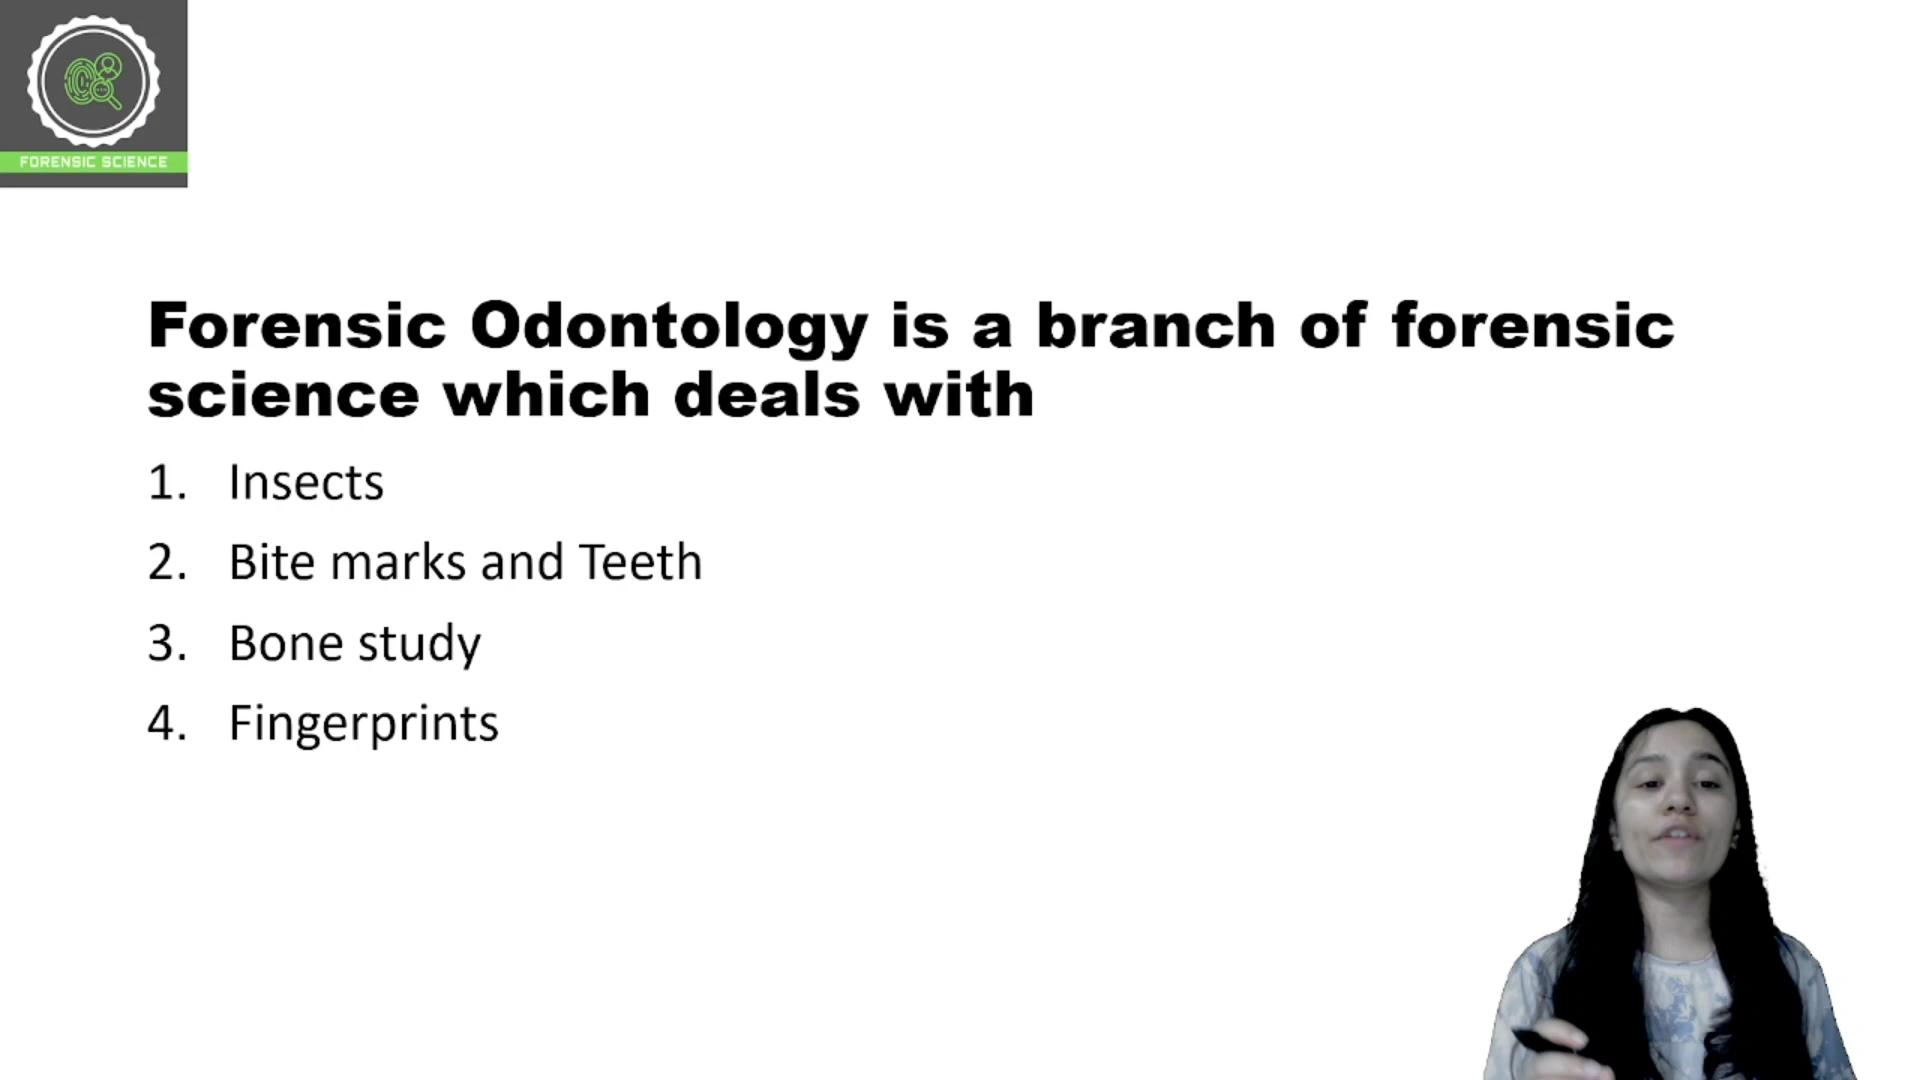 FORENSIC SCIENCE
Forensic Odontology is a branch of forensic
science which deals with
1. Insects
2. Bite marks and Teeth
3. Bone study
4. Fingerprints